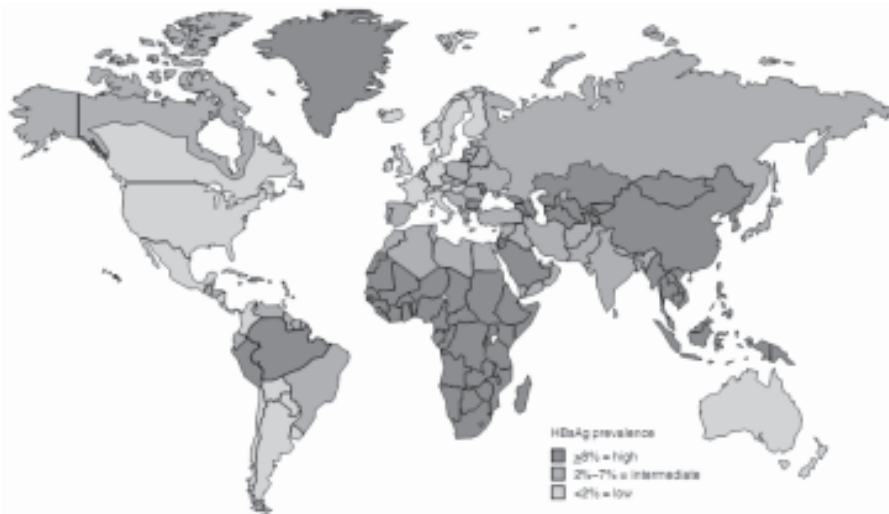 HBsAg prevalence
≥8% = high
2%–7% = intermediate
<2% = low